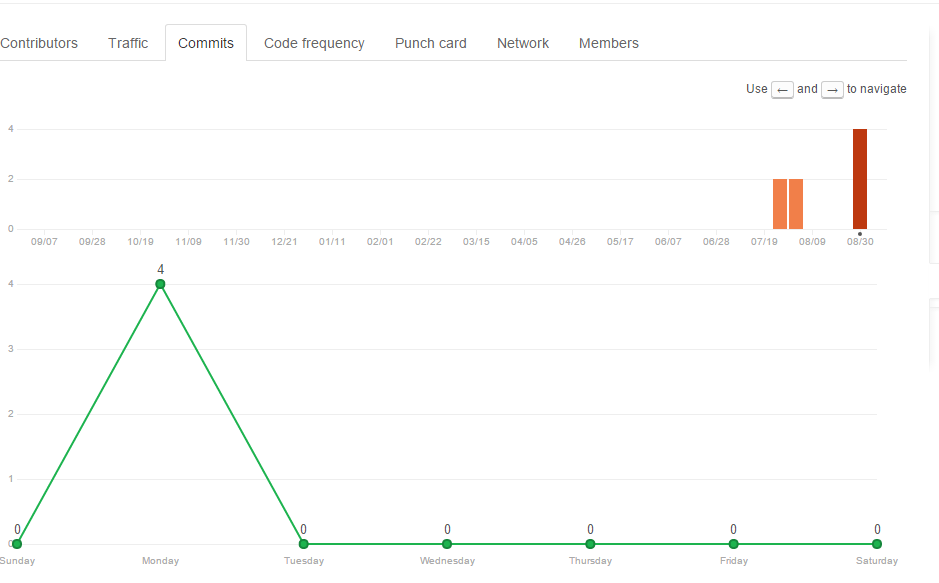 Contributors Traffic Commits Code frequency Punch card Network Members
Use ← and → to navigate
4
2
0
09/07 09/28 10/19 11/09 11/30 12/21 01/11 02/01 02/22 03/15 04/05 04/26 05/17 06/07 06/28 07/19 08/09 08/30
4
4
3
2
1
0 0 0 0 0 0
0
Sunday Monday Tuesday Wednesday Thursday Friday Saturday